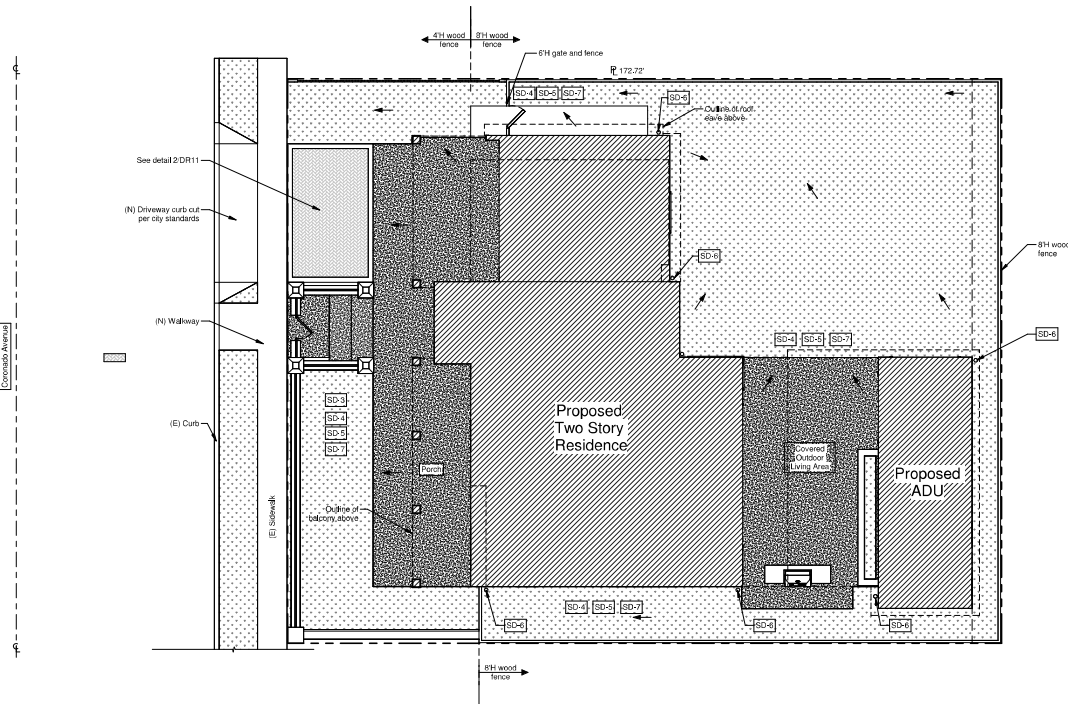 4'H wood
fence
8'H wood
fence
6'H gate and fence
PL 172.72'
SD-4 SD-5 SD-7
SD-5
Outline of roof
eave above
See detail 2/DR11
(N) Driveway curb cut
per city standards
8'H wood
fence
SD-6
(N) Walkway
Coronado Avenue
SD-6
SD-4 SD-5 SD-7
SD-3
SD-4
SD-5
SD-7
(E) Curb
Proposed
Two Story
Residence
Covered
Outdoor
Living Area
Proposed
ADU
Porch
Outline of
balcony above
(E) Sidewalk
SD-4 SD-5 SD-7
SD-6
SD-6
SD-6
8'H wood
fence